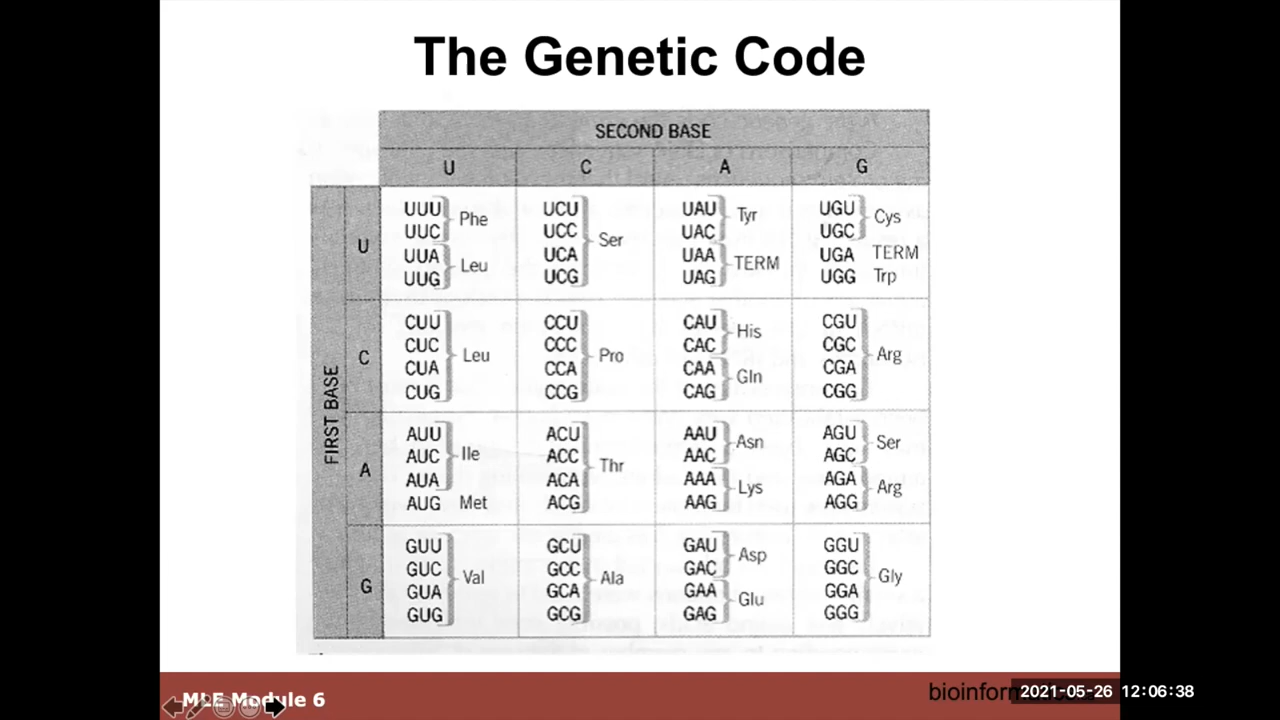 The Genetic Code
SECOND BASE
U C A G
FIRST BASE
U
UUU UUC Phe
UUA UUG Leu
UCU UCC UCA UCG Ser
UAU UAC Tyr
UAA UAG TERM
UGU UGC Cys
UGA TERM
UGG Trp
C
CUU CUC CUA CUG Leu
CCU CCC CCA CCG Pro
CAU CAC His
CAA CAG Gln
CGU CGC CGA CGG Arg
A
AUU AUC AUA Ile
AUG Met
ACU ACC ACA ACG Thr
AAU AAC Asn
AAA AAG Lys
AGU AGC Ser
AGA AGG Arg
G
GUU GUC GUA GUG Val
GCU GCC GCA GCG Ala
GAU GAC Asp
GAA GAG Glu
GGU GGC GGA GGG Gly
MLE Module 6
2021-05-26 12:06:38